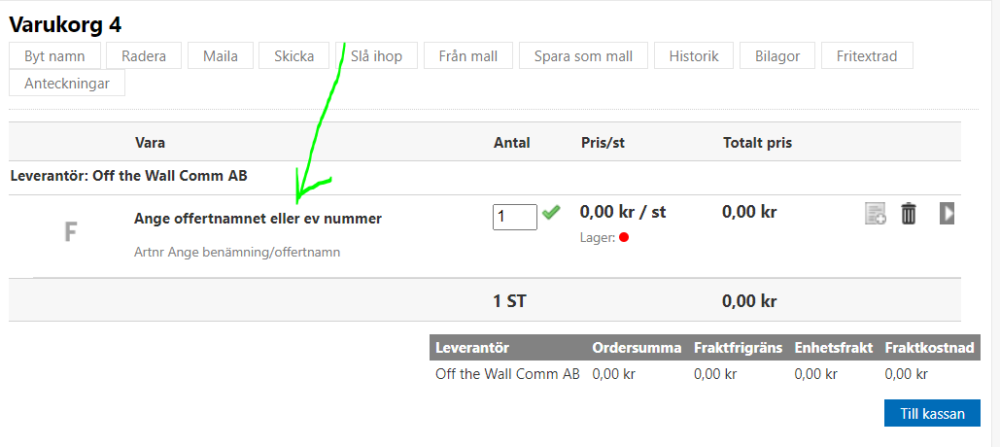 Varukorg 4
Byt namn Radera Maila Skicka Slå ihop Från mall Spara som mall Historik Bilagor Fritextrad
Anteckningar
Vara Antal Pris/st Totalt pris
Leverantör: Off the Wall Comm AB
F Ange offertnamnet eller ev nummer 1 0,00 kr / st 0,00 kr
Lager:
Artnr Ange benämning/offertnamn
1 ST 0,00 kr
Leverantör Ordersumma Fraktfrigräns Enhetsfrakt Fraktkostnad
Off the Wall Comm AB 0,00 kr 0,00 kr 0,00 kr 0,00 kr
Till kassan